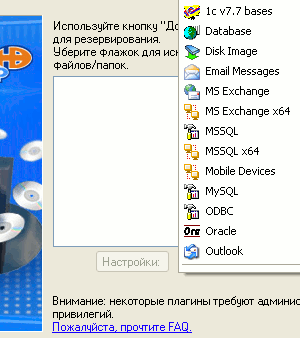 Используйте кнопку "До
для резервирования.
Уберите флажок для ис
файлов/папок.
1c v7.7 bases
Database
Disk Image
Email Messages
MS Exchange
MS Exchange x64
MSSQL
MSSQL x64
Mobile Devices
MySQL
ODBC
Oracle
Outlook
Настройки:
Внимание: некоторые плагины требуют админис
привилегий.
Пожалуйста, прочтите FAQ.